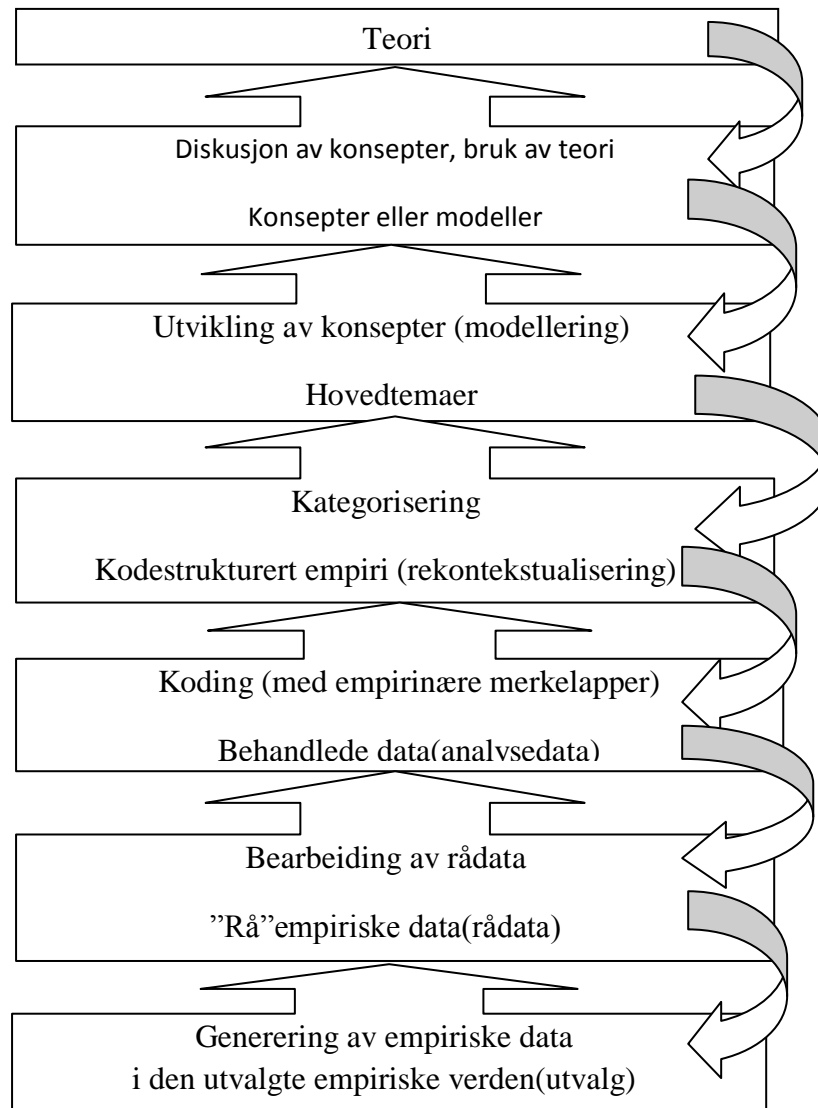 Teori
Diskusjon av konsepter, bruk av teori
Konsepter eller modeller
Utvikling av konsepter (modellering)
Hovedtemaer
Kategorisering
Kodestrukturert empiri (rekontekstualisering)
Koding (med empirinære merkelapper)
Behandlede data(analysedata)
Bearbeiding av rådata
”Rå”empiriske data(rådata)
Generering av empiriske data
i den utvalgte empiriske verden(utvalg)